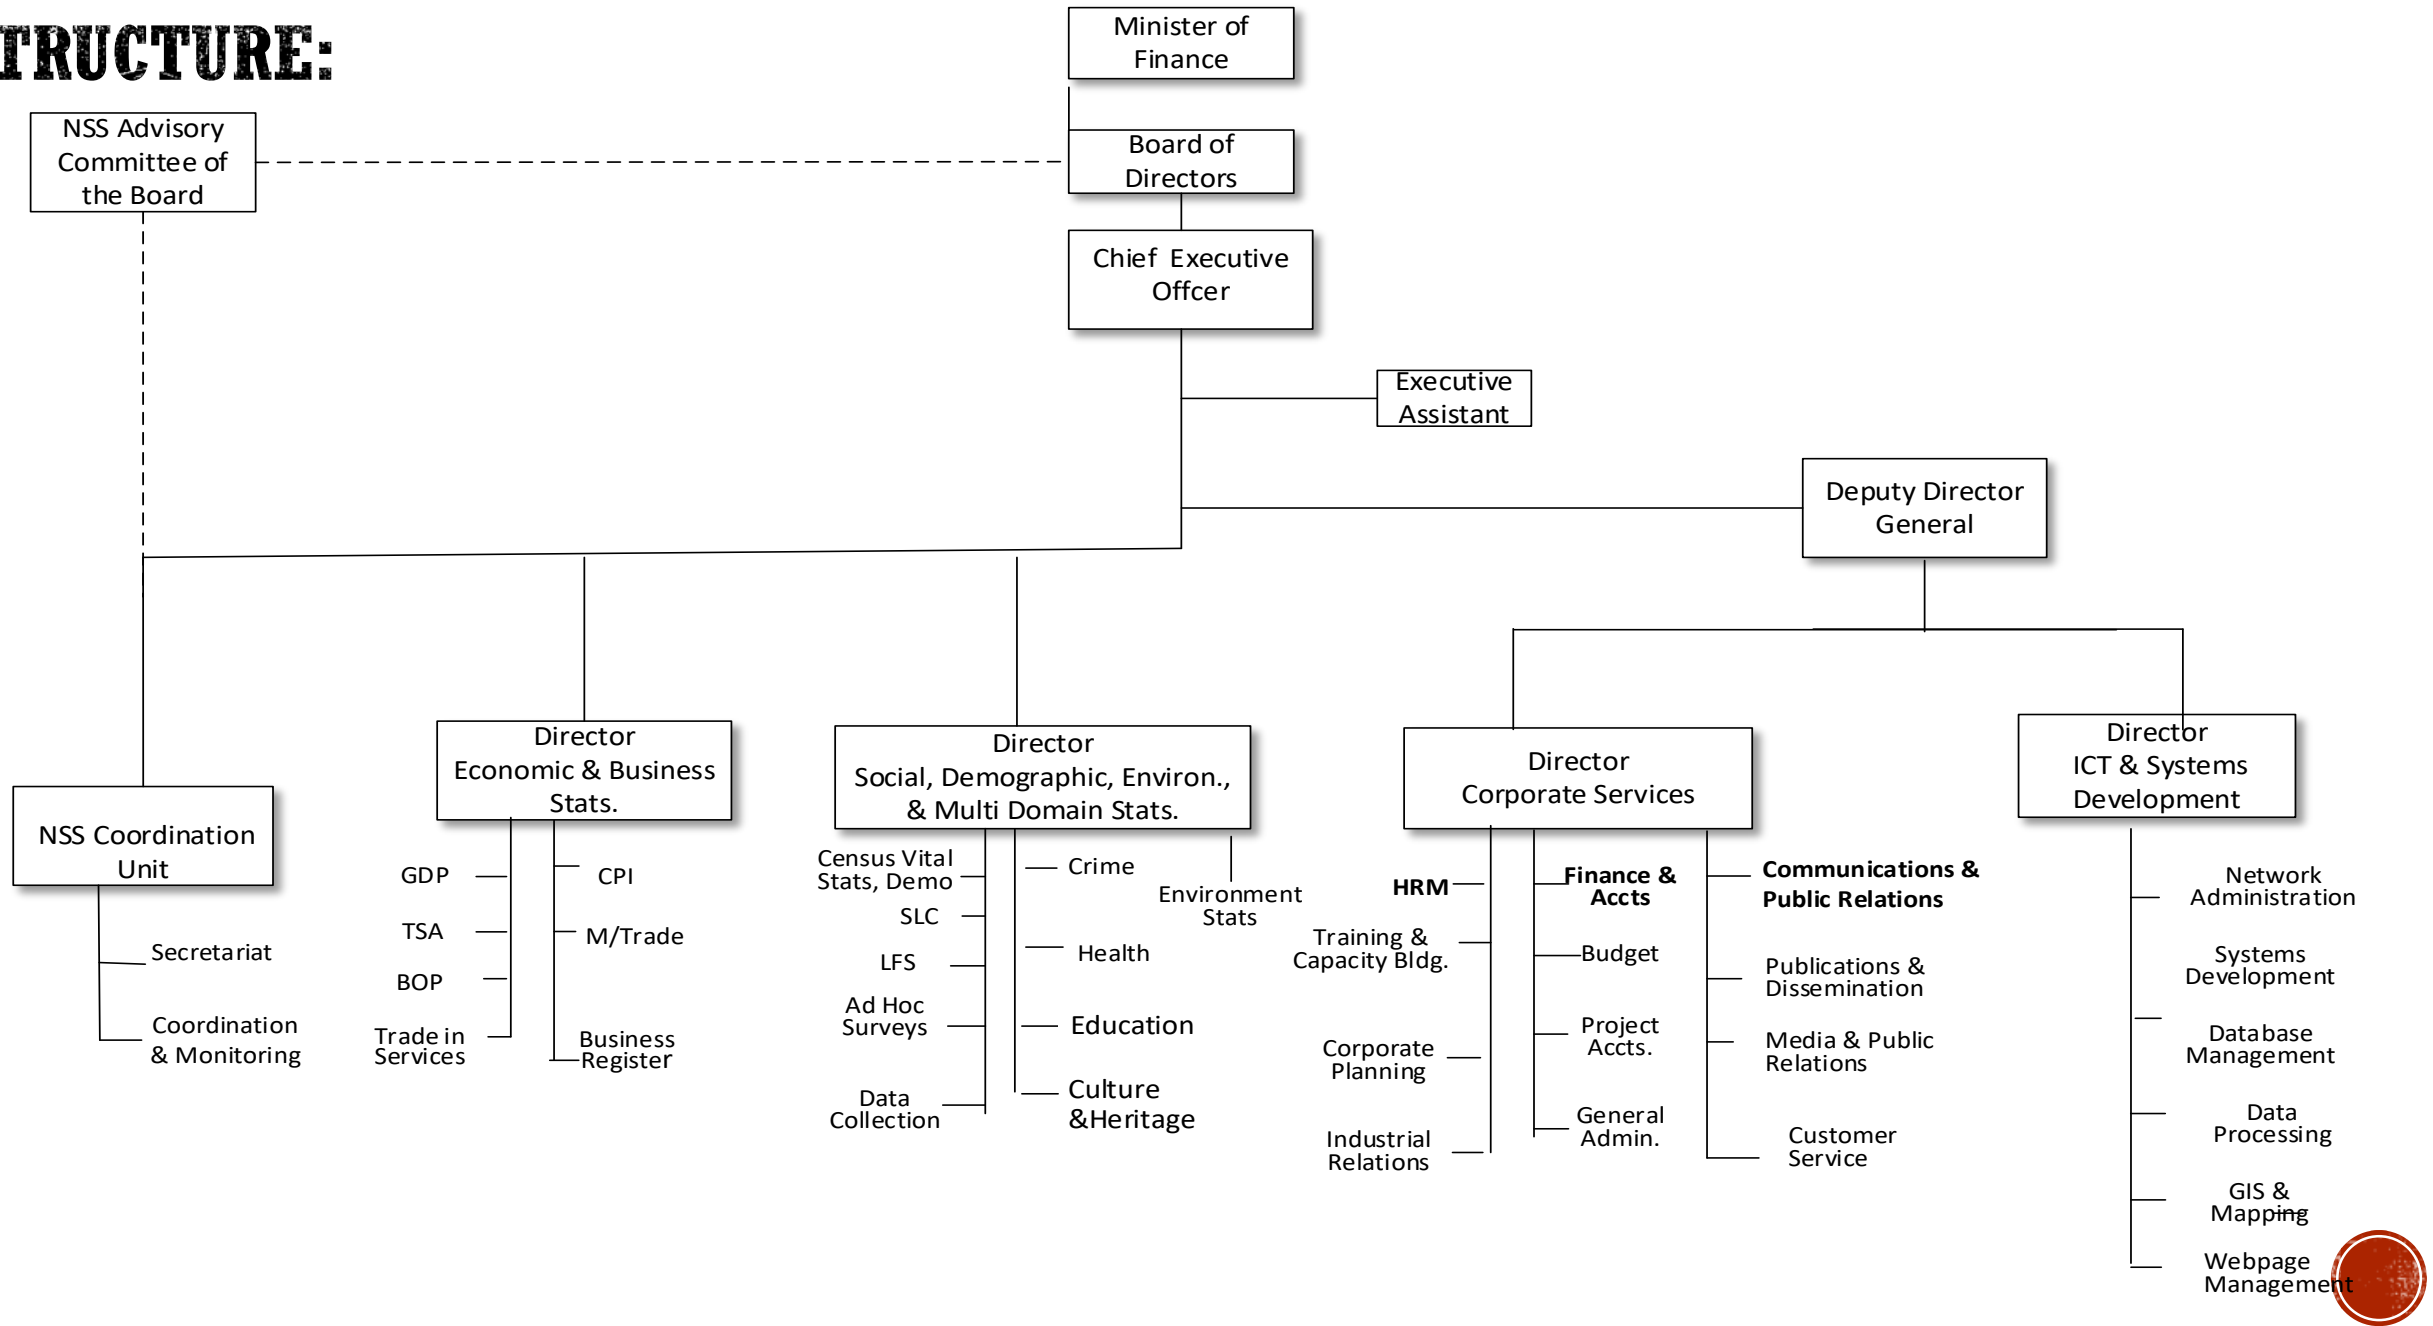 TRUCTURE:
Minister of
Finance
NSS Advisory
Committee of
the Board
Board of
Directors
Chief Executive
Offcer
Executive
Assistant
Deputy Director
General
NSS Coordination
Unit
Secretariat
Coordination
& Monitoring
Director
Economic & Business
Stats.
GDP
TSA
BOP
Trade in
Services
CPI
M/Trade
Business
Register
Director
Social, Demographic, Environ.,
& Multi Domain Stats.
Census Vital
Stats, Demo
SLC
LFS
Ad Hoc
Surveys
Data
Collection
Crime
Health
Education
Culture
&Heritage
Environment
Stats
Director
Corporate Services
HRM
Training &
Capacity Bldg.
Corporate
Planning
Industrial
Relations
Finance &
Accts
Budget
Project
Accts.
General
Admin.
Communications &
Public Relations
Publications &
Dissemination
Media & Public
Relations
Customer
Service
Director
ICT & Systems
Development
Network
Administration
Systems
Development
Database
Management
Data
Processing
GIS &
Mapping
Webpage
Management